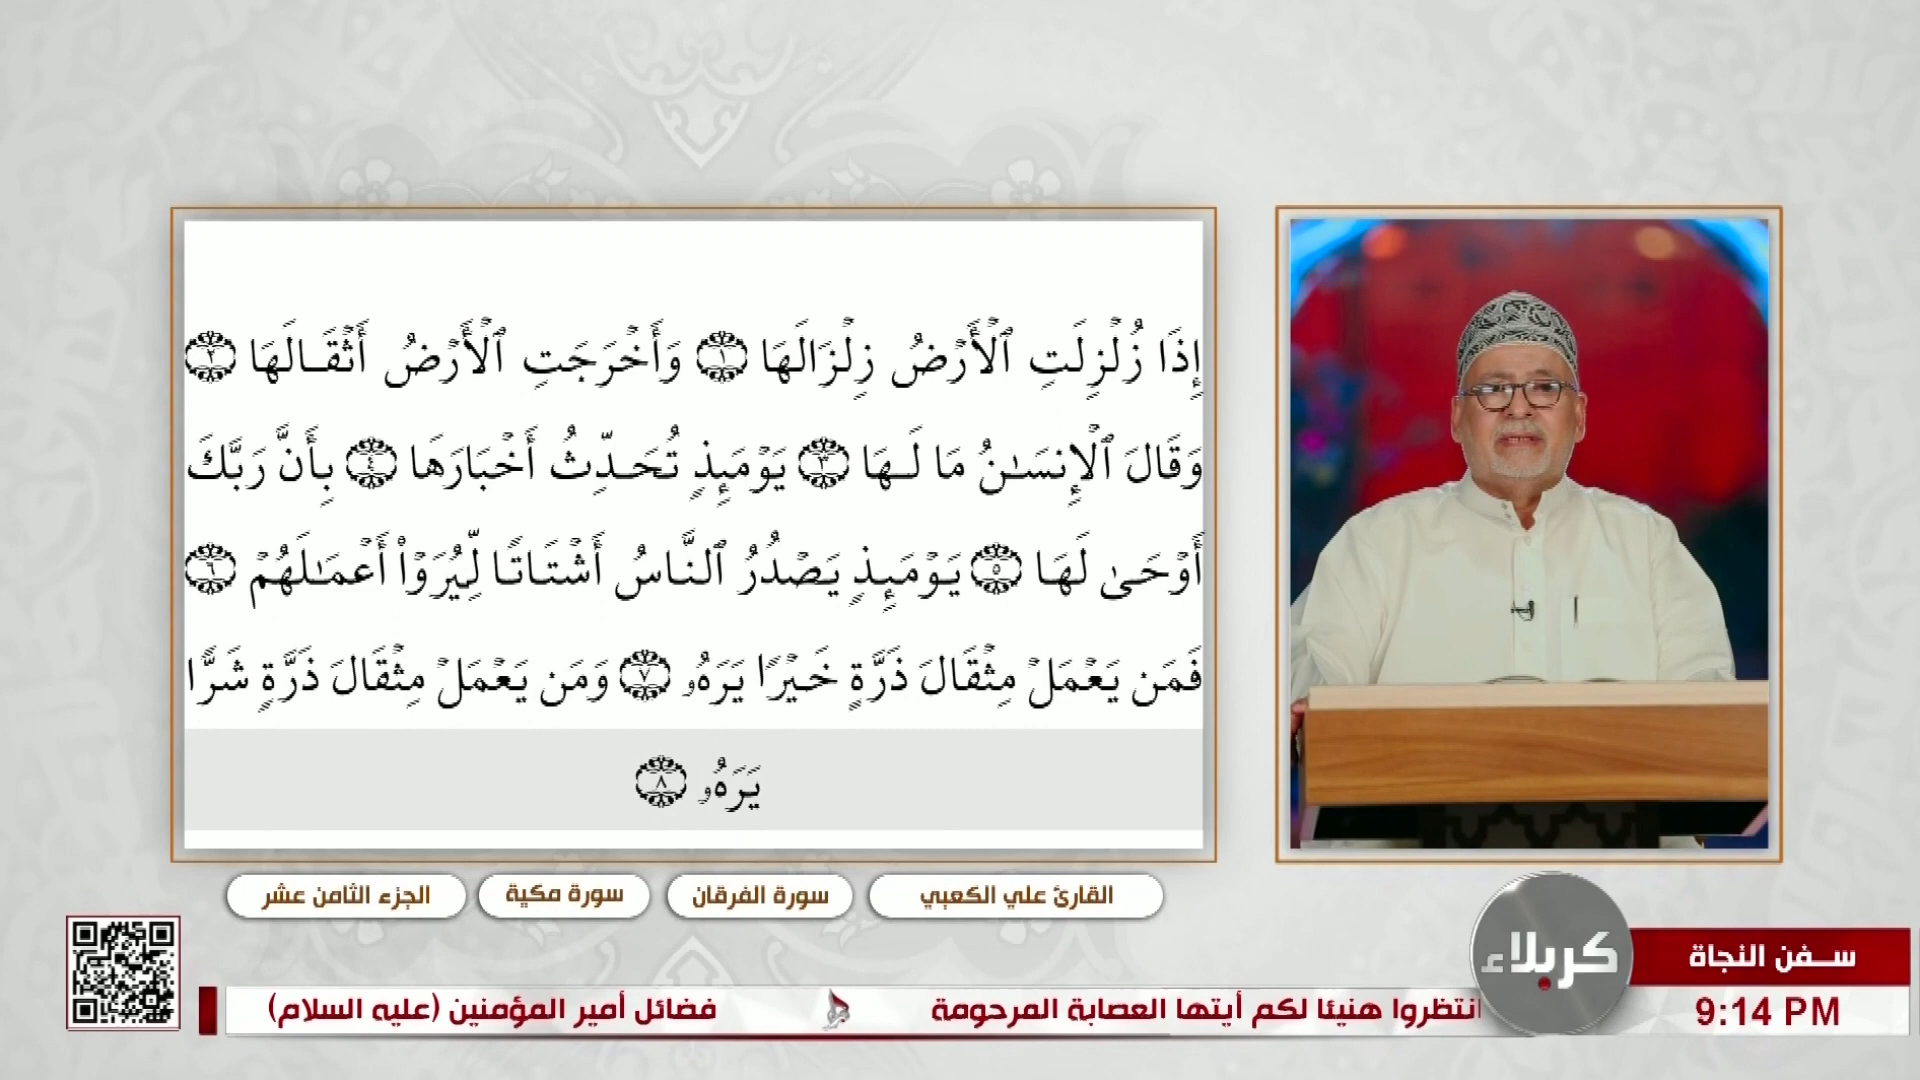 إِذَا زُلْزِلَتِ ٱلْأَرْضُ زِلْزَالَهَا ١ وَأَخْرَجَتِ ٱلْأَرْضُ أَثْقَالَهَا ٢
وَقَالَ ٱلْإِنسَـٰنُ مَا لَهَا ٣ يَوْمَئِذٍ تُحَدِّثُ أَخْبَارَهَا ٤ بِأَنَّ رَبَّكَ
أَوْحَىٰ لَهَا ٥ يَوْمَئِذٍ يَصْدُرُ ٱلنَّاسُ أَشْتَاتًا لِّيُرَوْا۟ أَعْمَـٰلَهُمْ ٦
فَمَن يَعْمَلْ مِثْقَالَ ذَرَّةٍ خَيْرًا يَرَهُۥ ٧ وَمَن يَعْمَلْ مِثْقَالَ ذَرَّةٍ شَرًّا
يَرَهُۥ ٨
القارئ علي الكعبي
سورة الفرقان
سورة مكية
الجزء الثامن عشر
كربلاء
سفن النجاة
9:14 PM
انتظروا هنيئا لكم أيتها العصابة المرحومة
فضائل أمير المؤمنين (عليه السلام)